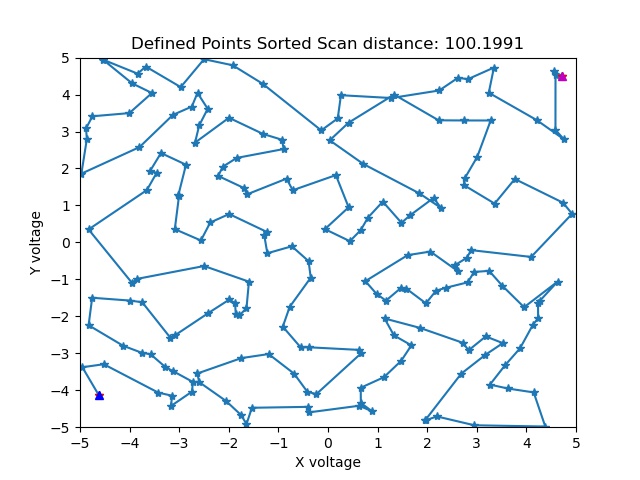 Defined Points Sorted Scan distance: 100.1991
5
4
3
2
1
0
−1
−2
−3
−4
−5
Y voltage
−5 −4 −3 −2 −1 0 1 2 3 4 5
X voltage